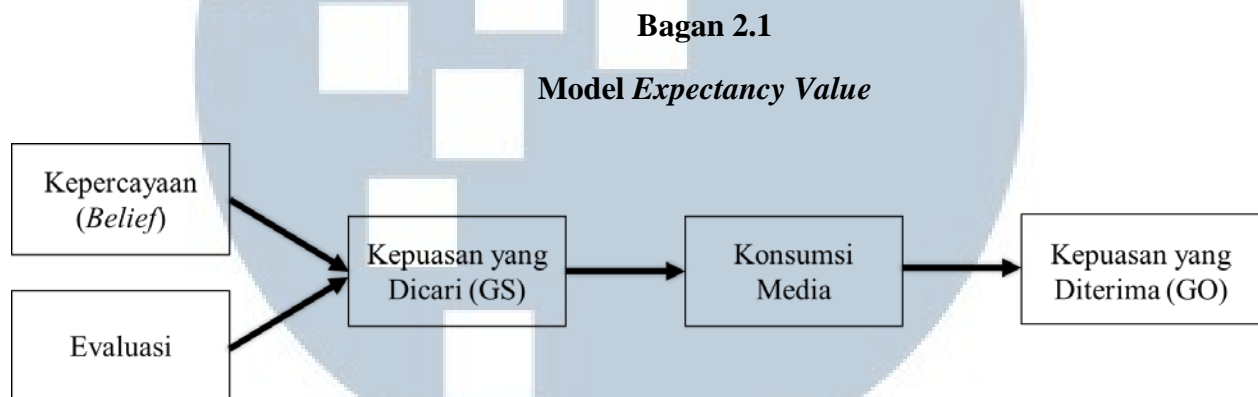 Bagan 2.1
Model Expectancy Value
Kepercayaan
(Belief)
Evaluasi
Kepuasan yang
Dicari (GS)
Konsumsi
Media
Kepuasan yang
Diterima (GO)